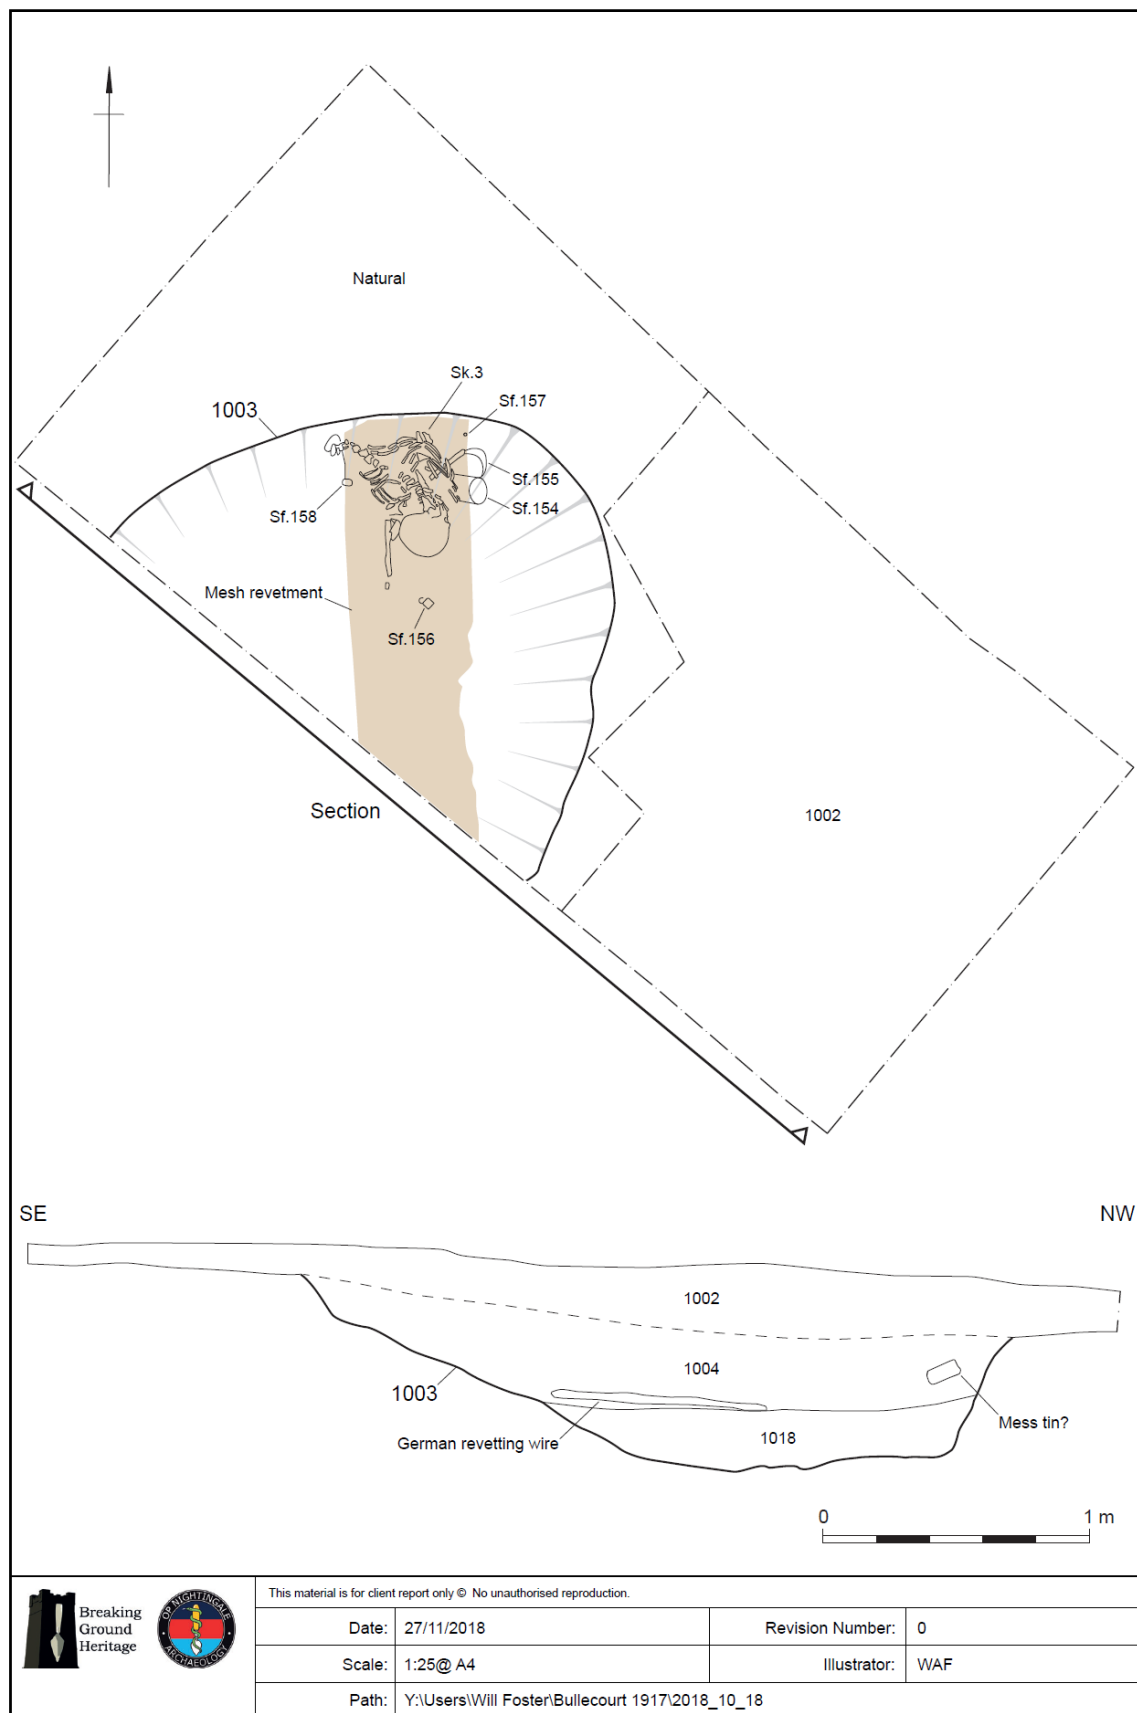 Natural
Sk.3
Sf.157
1003
Sf.155
Sf.154
Sf.158
Mesh revetment
Sf.156
Section
1002
SE
NW
1002
1004
1003
Mess tin?
German revetting wire
1018
0
1 m
Breaking
Ground
Heritage
OP NIGHTINGALE
ARCHAEOLOGY
This material is for client report only © No unauthorised reproduction.
Date: 27/11/2018 Revision Number: 0
Scale: 1:25@ A4 Illustrator: WAF
Path: Y:\Users\Will Foster\Bullecourt 1917\2018_10_18